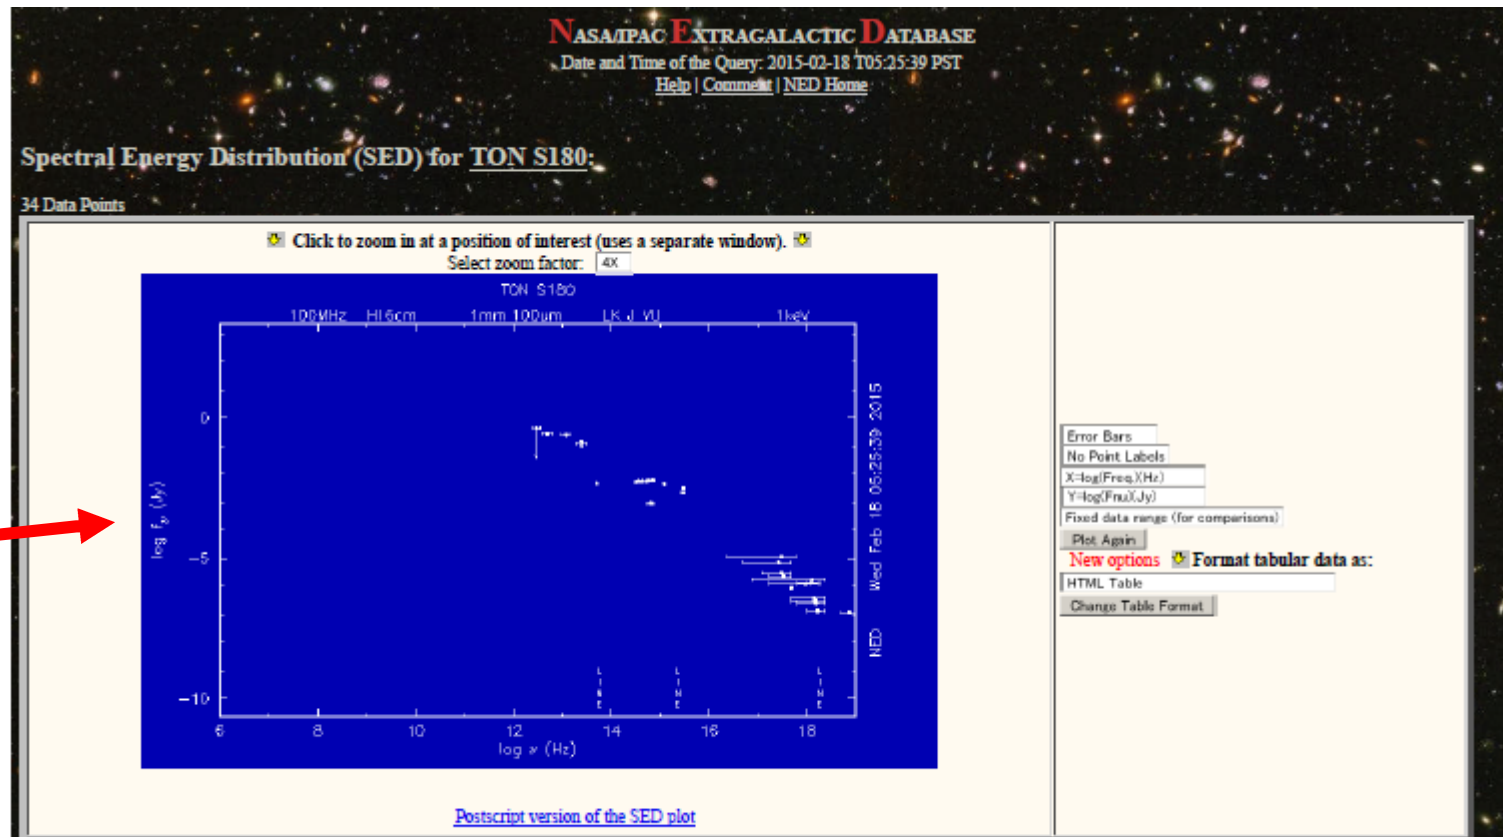 NASA/IPAC EXTRAGALACTIC DATABASE
Date and Time of the Query: 2015-02-18 T05:25:39 PST
Help | Comment | NED Home
Spectral Energy Distribution (SED) for TON S180:
34 Data Points
Click to zoom in at a position of interest (uses a separate window).
Select zoom factor: 4X
TON S180
100MHz HI 6cm 1mm 100um LK J VU 1keV
0
-5
-10
log Fν (Jy)
LINE LINE LINE
6 8 10 12 14 16 18
log ν (Hz)
NED Wed Feb 18 05:25:39 2015
Postscript version of the SED plot
Error Bars
No Point Labels
X=log(Freq.)(Hz)
Y=log(Fnu)(Jy)
Fixed data range (for comparisons)
Plot Again
New options Format tabular data as:
HTML Table
Change Table Format